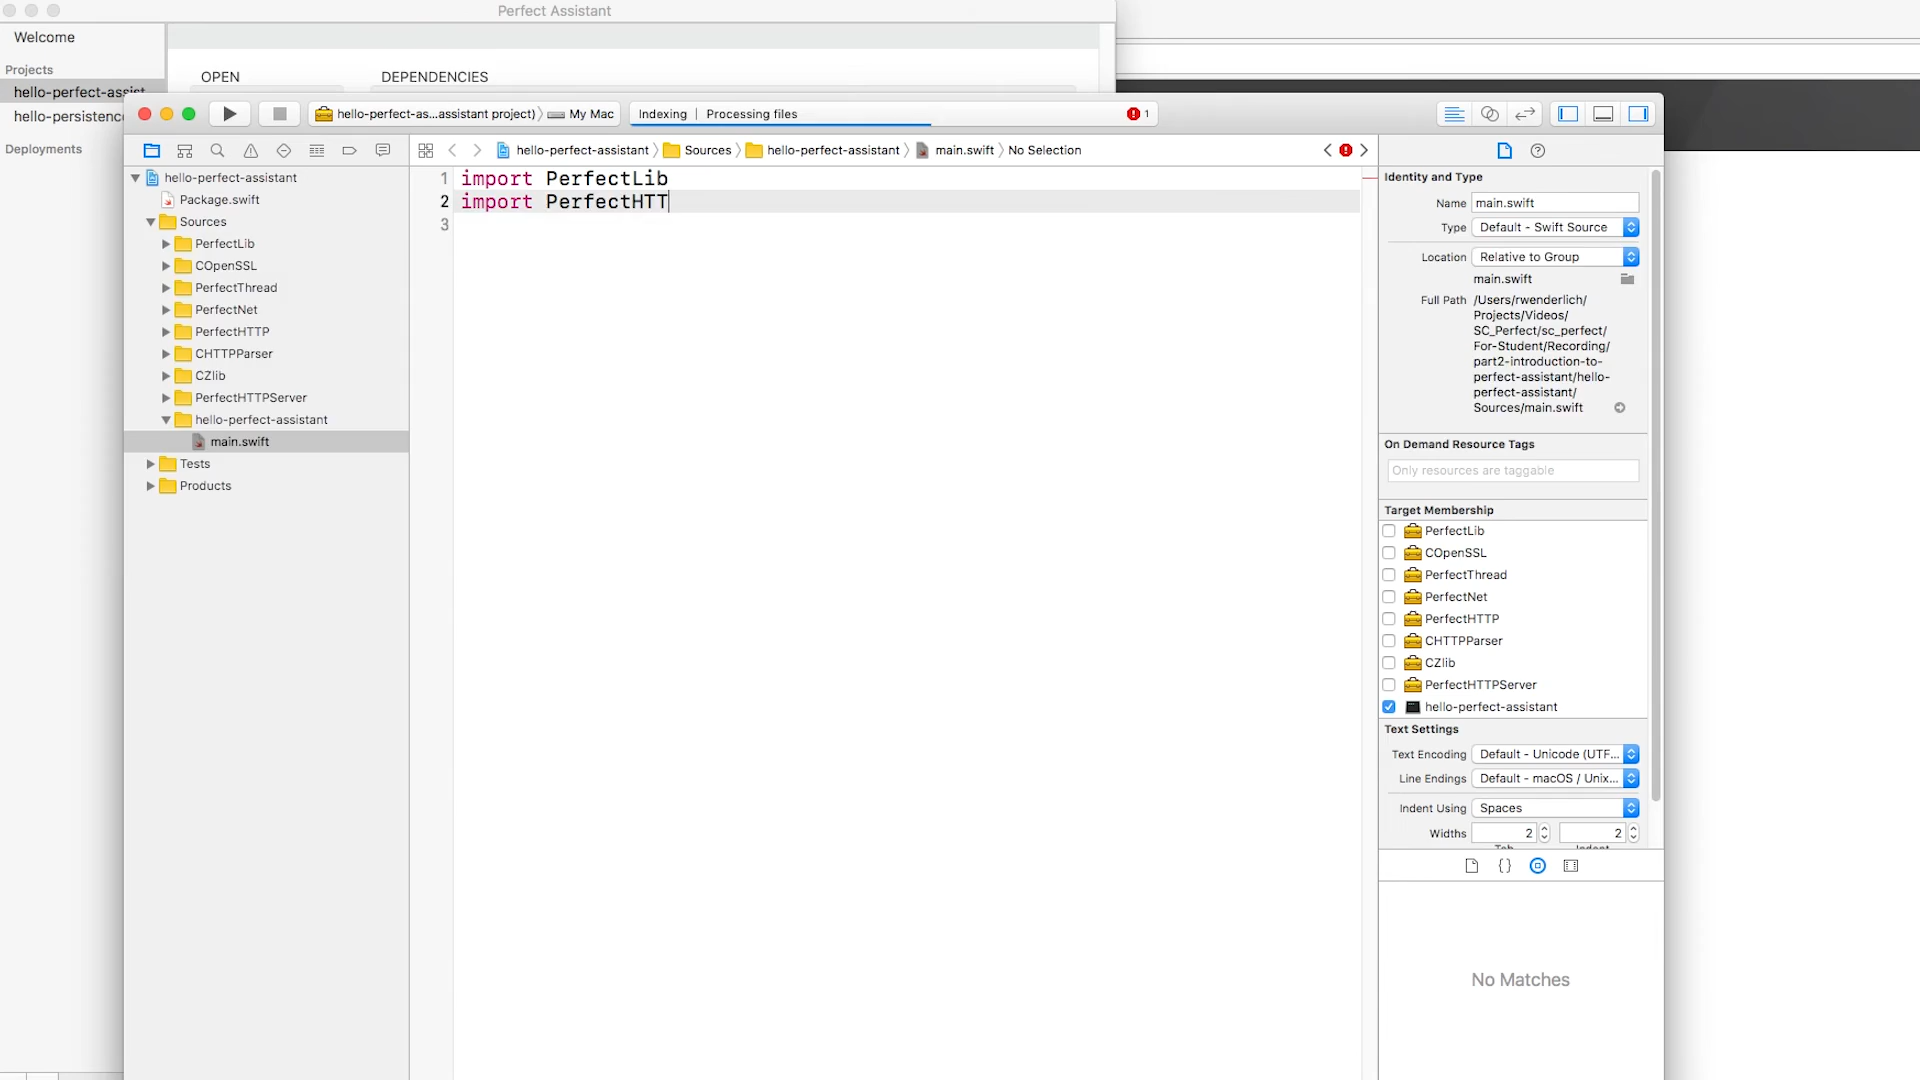 Perfect Assistant
Welcome
Projects
hello-perfect-assist
hello-persistence
Deployments
OPEN
DEPENDENCIES
hello-perfect-as...assistant project)
My Mac
Indexing | Processing files
1
hello-perfect-assistant
Sources
hello-perfect-assistant
main.swift
No Selection
hello-perfect-assistant
Package.swift
Sources
PerfectLib
COpenSSL
PerfectThread
PerfectNet
PerfectHTTP
CHTTPParser
CZlib
PerfectHTTPServer
hello-perfect-assistant
main.swift
Tests
Products
1 import PerfectLib
2 import PerfectHTT
3
Identity and Type
Name main.swift
Type Default - Swift Source
Location Relative to Group
main.swift
Full Path /Users/rwenderlich/
Projects/Videos/
SC_Perfect/sc_perfect/
For-Student/Recording/
part2-introduction-to-
perfect-assistant/hello-
perfect-assistant/
Sources/main.swift
On Demand Resource Tags
Only resources are taggable
Target Membership
PerfectLib
COpenSSL
PerfectThread
PerfectNet
PerfectHTTP
CHTTPParser
CZlib
PerfectHTTPServer
hello-perfect-assistant
Text Settings
Text Encoding Default - Unicode (UTF...
Line Endings Default - macOS / Unix...
Indent Using Spaces
Widths 2 2
No Matches